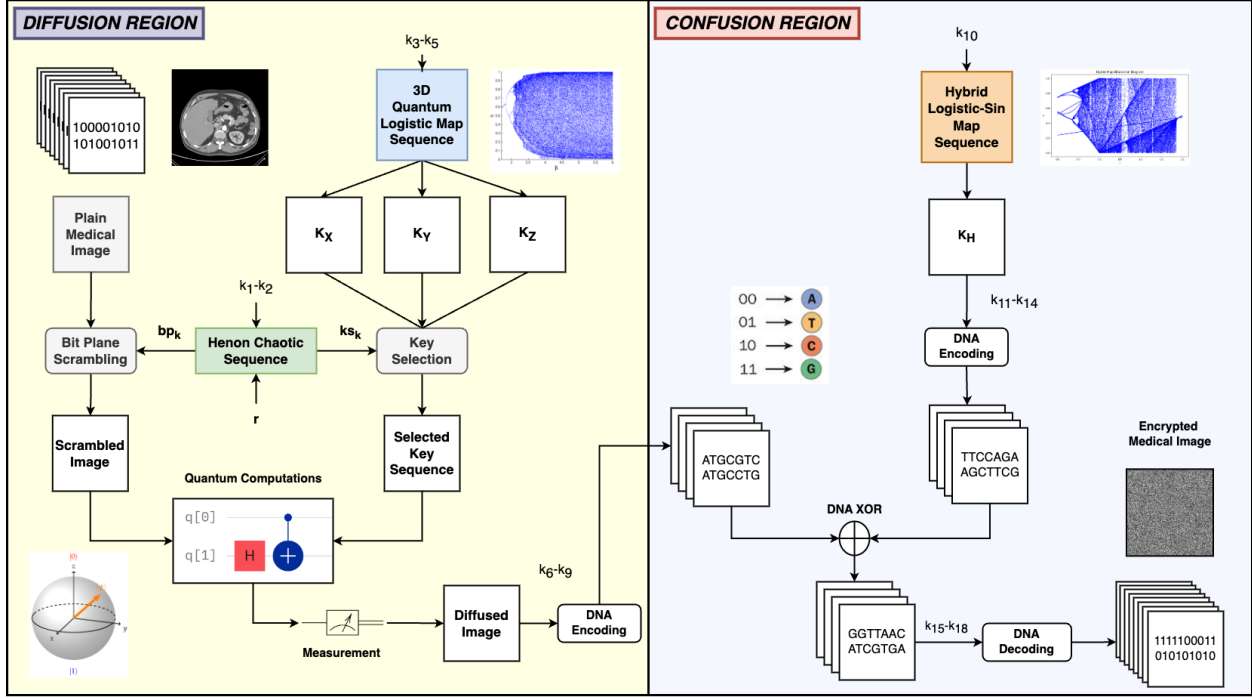 DIFFUSION REGION
100001010
101001011
k3-k5
3D
Quantum
Logistic Map
Sequence
β
Plain
Medical
Image
KX
KY
KZ
k1-k2
Bit Plane
Scrambling
bpk
Henon Chaotic
Sequence
ksk
Key
Selection
r
Scrambled
Image
Selected
Key
Sequence
Quantum Computations
q[0]
q[1]
H
|0⟩
z
x
y
|1⟩
Measurement
Diffused
Image
k6-k9
DNA
Encoding
CONFUSION REGION
k10
Hybrid
Logistic-Sin
Map
Sequence
KH
k11-k14
00 A
01 T
10 C
11 G
DNA
Encoding
ATGCGTC
ATGCCTG
TTCCAGA
AGCTTCG
Encrypted
Medical Image
DNA XOR
GGTTAAC
ATCGTGA
k15-k18
DNA
Decoding
1111100011
010101010